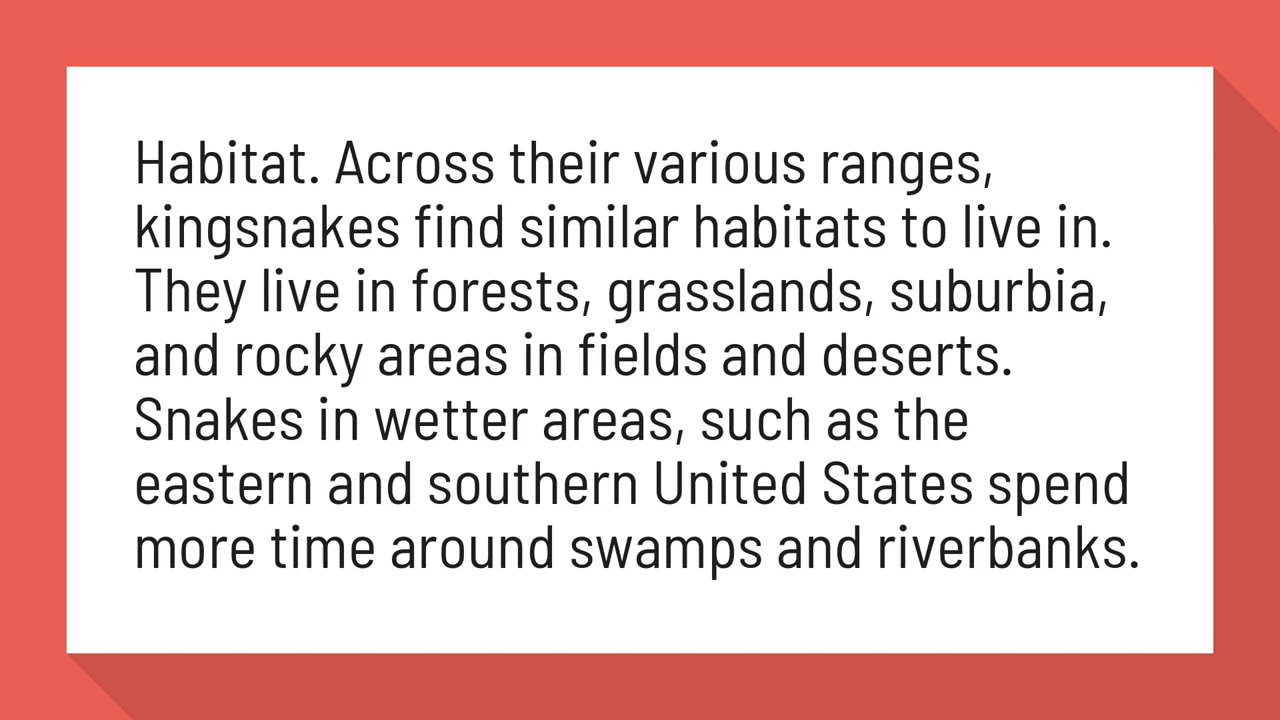 Habitat. Across their various ranges,
kingsnakes find similar habitats to live in.
They live in forests, grasslands, suburbia,
and rocky areas in fields and deserts.
Snakes in wetter areas, such as the
eastern and southern United States spend
more time around swamps and riverbanks.